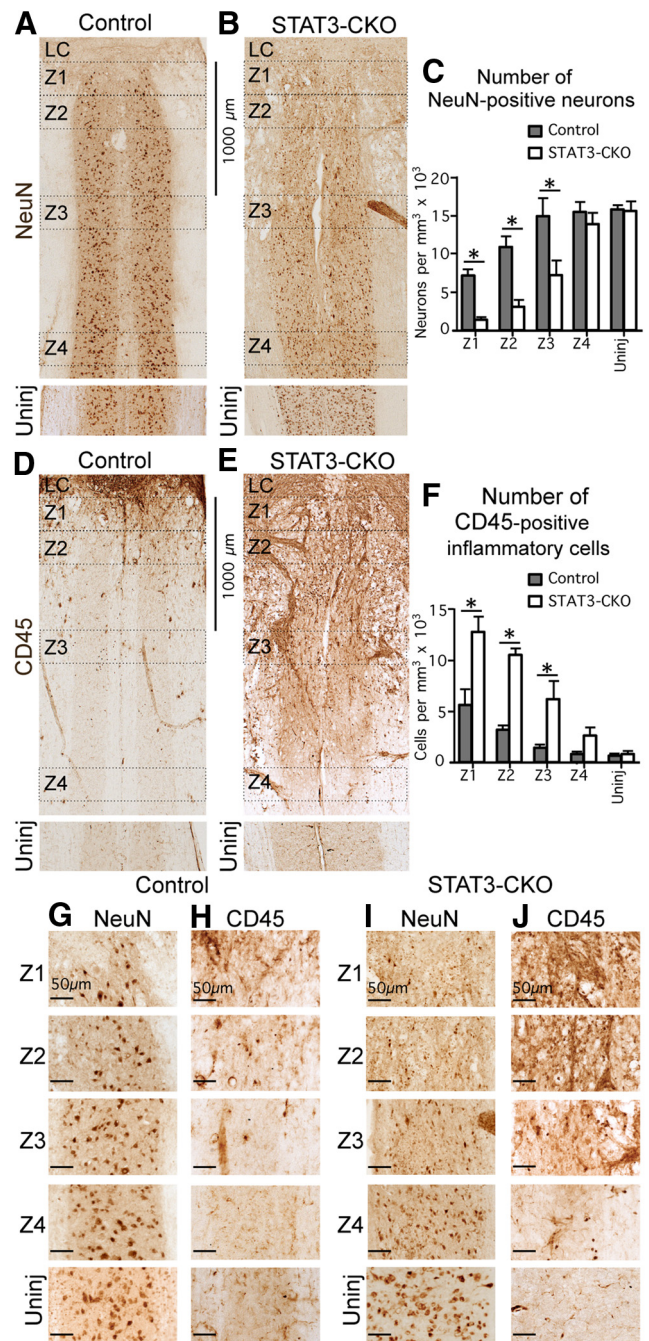 A Control
LC
Z1
Z2
Z3
Z4
NeuN
Uninj
1000 µm
B STAT3-CKO
LC
Z1
Z2
Z3
Z4
Uninj
C Number of
NeuN-positive neurons
Control
STAT3-CKO
Neurons per mm³ x 10³
20
15
10
5
0
* * *
Z1 Z2 Z3 Z4 Uninj
D Control
LC
Z1
Z2
Z3
Z4
CD45
Uninj
1000 µm
E STAT3-CKO
LC
Z1
Z2
Z3
Z4
Uninj
F Number of
CD45-positive
inflammatory cells
Control
STAT3-CKO
Cells per mm³ x 10³
15
10
5
0
* * *
Z1 Z2 Z3 Z4 Uninj
Control STAT3-CKO
G NeuN H CD45 I NeuN J CD45
Z1 50µm 50µm Z1 50µm 50µm
Z2 Z2
Z3 Z3
Z4 Z4
Uninj Uninj